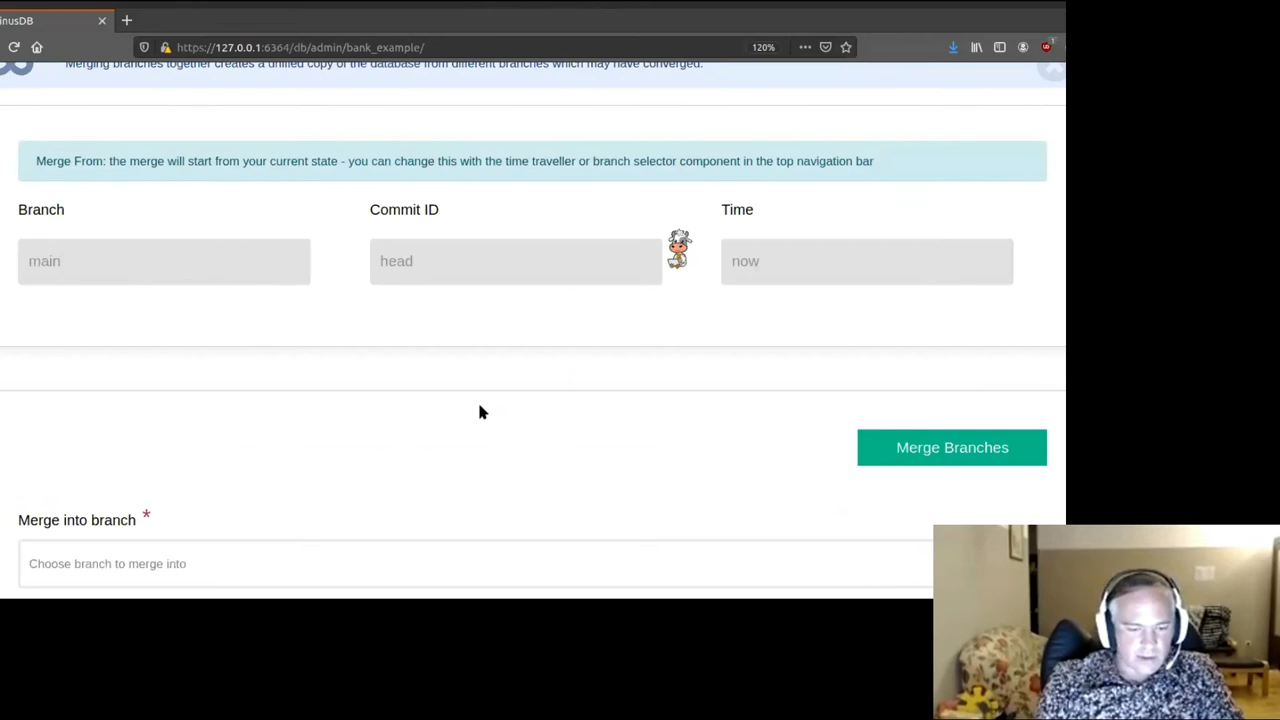 inusDB
https://127.0.0.1:6364/db/admin/bank_example/
120%
Merging branches together creates a unified copy of the database from different branches which may have converged.
Merge From: the merge will start from your current state - you can change this with the time traveller or branch selector component in the top navigation bar
Branch
Commit ID
Time
main
head
now
Merge Branches
Merge into branch *
Choose branch to merge into